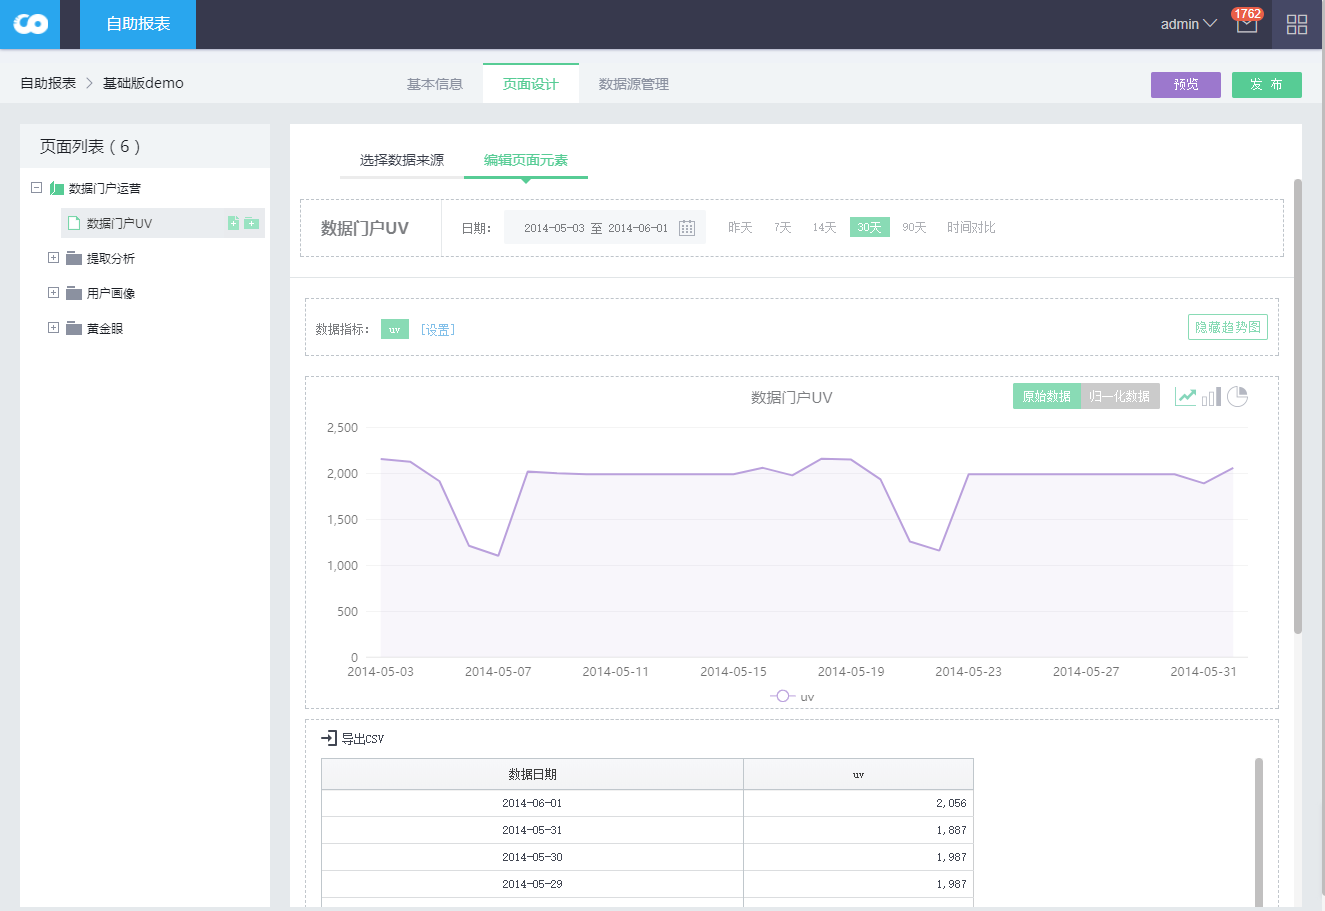 自助报表
admin
1762
自助报表 > 基础版demo
基本信息 页面设计 数据源管理
预览 发 布
页面列表 ( 6 )
数据门户运营
数据门户UV
提取分析
用户画像
黄金眼
选择数据来源 编辑页面元素
数据门户UV
日期: 2014-05-03 至 2014-06-01 昨天 7天 14天 30天 90天 时间对比
数据指标: uv [设置]
隐藏趋势图
数据门户UV
原始数据 归一化数据
2,500
2,000
1,500
1,000
500
0
2014-05-03 2014-05-07 2014-05-11 2014-05-15 2014-05-19 2014-05-23 2014-05-27 2014-05-31
uv
导出CSV
数据日期 uv
2014-06-01 2,056
2014-05-31 1,887
2014-05-30 1,987
2014-05-29 1,987